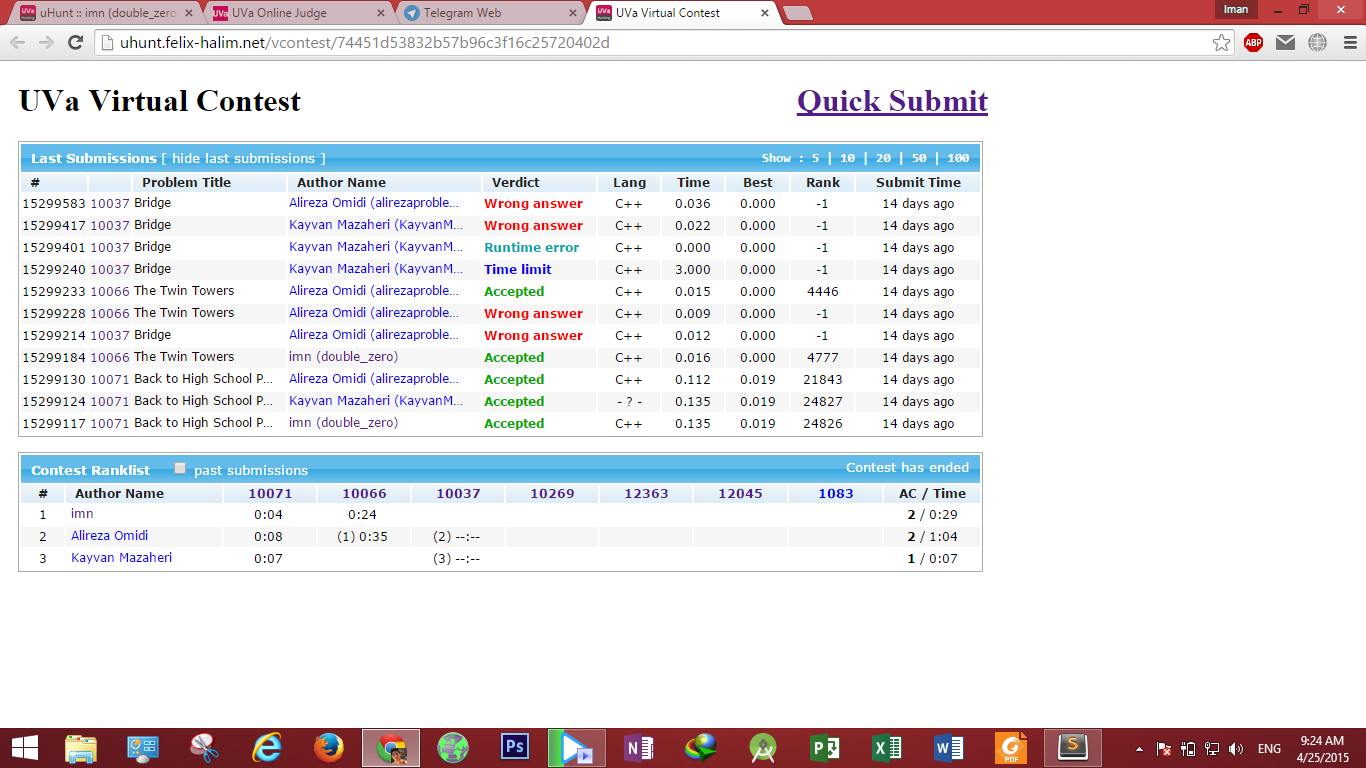 uHunt :: imn (double_zero
UVa Online Judge
Telegram Web
UVa Virtual Contest
Iman
uhunt.felix-halim.net/vcontest/74451d53832b57b96c3f16c25720402d
ABP
UVa Virtual Contest Quick Submit
Last Submissions [ hide last submissions ] Show : 5 | 10 | 20 | 50 | 100
# Problem Title Author Name Verdict Lang Time Best Rank Submit Time
15299583 10037 Bridge Alireza Omidi (alirezaproble... Wrong answer C++ 0.036 0.000 -1 14 days ago
15299417 10037 Bridge Kayvan Mazaheri (KayvanM... Wrong answer C++ 0.022 0.000 -1 14 days ago
15299401 10037 Bridge Kayvan Mazaheri (KayvanM... Runtime error C++ 0.000 0.000 -1 14 days ago
15299240 10037 Bridge Kayvan Mazaheri (KayvanM... Time limit C++ 3.000 0.000 -1 14 days ago
15299233 10066 The Twin Towers Alireza Omidi (alirezaproble... Accepted C++ 0.015 0.000 4446 14 days ago
15299228 10066 The Twin Towers Alireza Omidi (alirezaproble... Wrong answer C++ 0.009 0.000 -1 14 days ago
15299214 10037 Bridge Alireza Omidi (alirezaproble... Wrong answer C++ 0.012 0.000 -1 14 days ago
15299184 10066 The Twin Towers imn (double_zero) Accepted C++ 0.016 0.000 4777 14 days ago
15299130 10071 Back to High School P... Alireza Omidi (alirezaproble... Accepted C++ 0.112 0.019 21843 14 days ago
15299124 10071 Back to High School P... Kayvan Mazaheri (KayvanM... Accepted - ? - 0.135 0.019 24827 14 days ago
15299117 10071 Back to High School P... imn (double_zero) Accepted C++ 0.135 0.019 24826 14 days ago
Contest Ranklist past submissions Contest has ended
# Author Name 10071 10066 10037 10269 12363 12045 1083 AC / Time
1 imn 0:04 0:24 2 / 0:29
2 Alireza Omidi 0:08 (1) 0:35 (2) --:-- 2 / 1:04
3 Kayvan Mazaheri 0:07 (3) --:-- 1 / 0:07
ENG
9:24 AM
4/25/2015